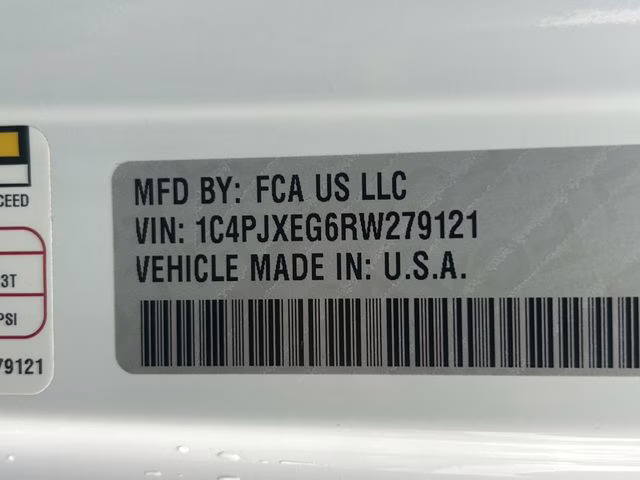 CEED
3T
PSI
79121
MFD BY: FCA US LLC
VIN: 1C4PJXEG6RW279121
VEHICLE MADE IN: U.S.A.